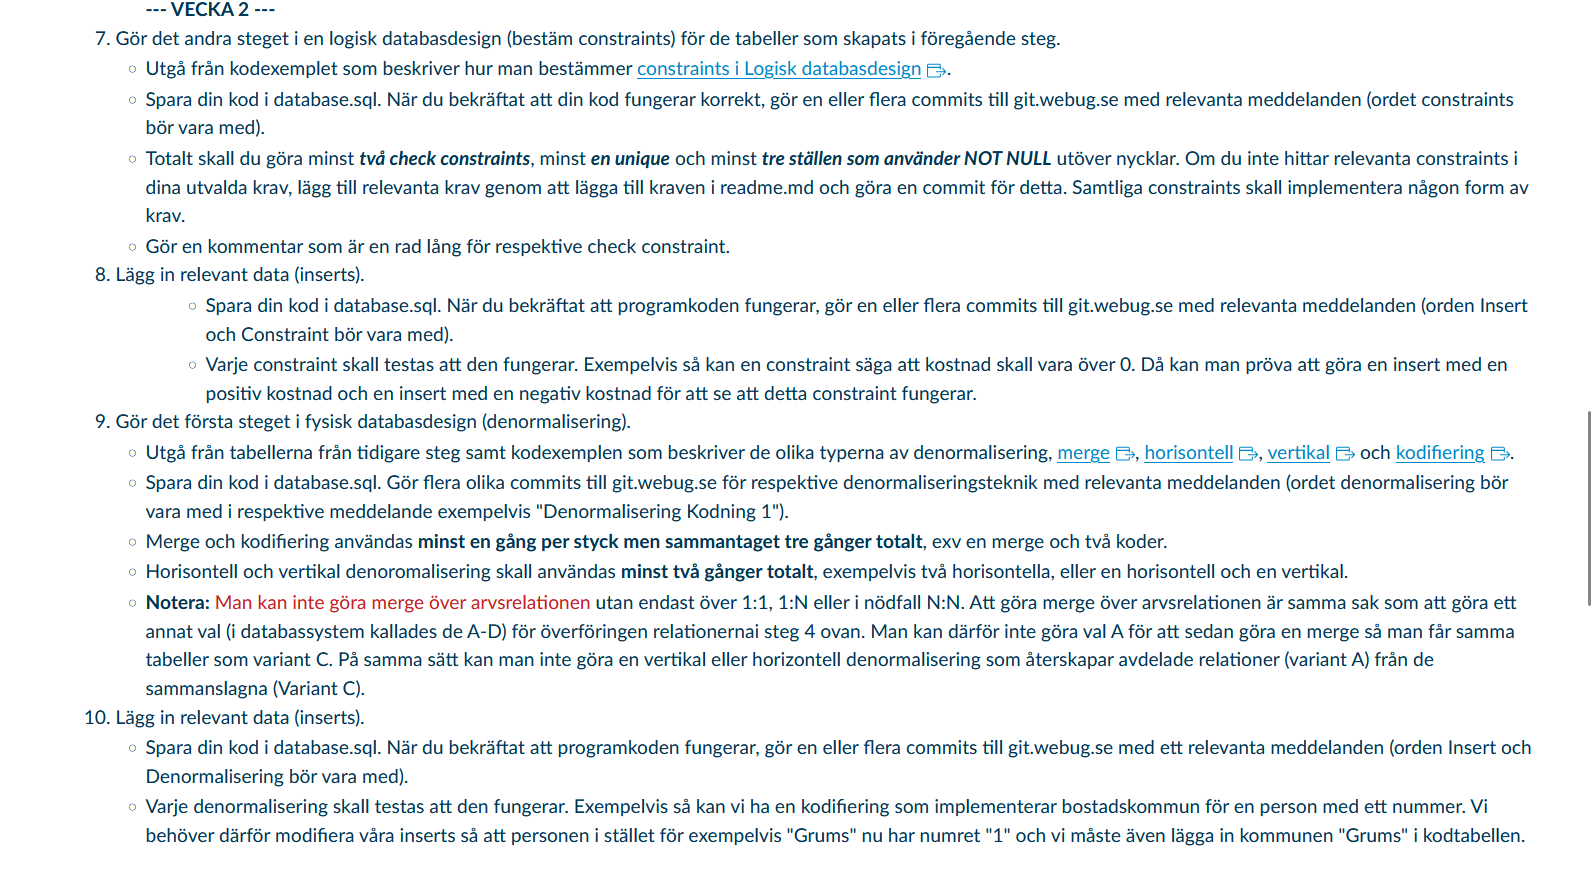 --- VECKA 2 ---
7. Gör det andra steget i en logisk databasdesign (bestäm constraints) för de tabeller som skapats i föregående steg.
○ Utgå från kodexemplet som beskriver hur man bestämmer constraints i Logisk databasdesign.
○ Spara din kod i database.sql. När du bekräftat att din kod fungerar korrekt, gör en eller flera commits till git.webug.se med relevanta meddelanden (ordet constraints
bör vara med).
○ Totalt skall du göra minst två check constraints, minst en unique och minst tre ställen som använder NOT NULL utöver nycklar. Om du inte hittar relevanta constraints i
dina utvalda krav, lägg till relevanta krav genom att lägga till kraven i readme.md och göra en commit för detta. Samtliga constraints skall implementera någon form av
krav.
○ Gör en kommentar som är en rad lång för respektive check constraint.
8. Lägg in relevant data (inserts).
○ Spara din kod i database.sql. När du bekräftat att programkoden fungerar, gör en eller flera commits till git.webug.se med relevanta meddelanden (orden Insert
och Constraint bör vara med).
○ Varje constraint skall testas att den fungerar. Exempelvis så kan en constraint säga att kostnad skall vara över 0. Då kan man pröva att göra en insert med en
positiv kostnad och en insert med en negativ kostnad för att se att detta constraint fungerar.
9. Gör det första steget i fysisk databasdesign (denormalisering).
○ Utgå från tabellerna från tidigare steg samt kodexemplen som beskriver de olika typerna av denormalisering, merge, horisontell, vertikal och kodifiering.
○ Spara din kod i database.sql. Gör flera olika commits till git.webug.se för respektive denormaliseringsteknik med relevanta meddelanden (ordet denormalisering bör
vara med i respektive meddelande exempelvis "Denormalisering Kodning 1").
○ Merge och kodifiering användas minst en gång per styck men sammantaget tre gånger totalt, exv en merge och två koder.
○ Horisontell och vertikal denoromalisering skall användas minst två gånger totalt, exempelvis två horisontella, eller en horisontell och en vertikal.
○ Notera: Man kan inte göra merge över arvsrelationen utan endast över 1:1, 1:N eller i nödfall N:N. Att göra merge över arvsrelationen är samma sak som att göra ett
annat val (i databassystem kallades de A-D) för överföringen relationernai steg 4 ovan. Man kan därför inte göra val A för att sedan göra en merge så man får samma
tabeller som variant C. På samma sätt kan man inte göra en vertikal eller horizontell denormalisering som återskapar avdelade relationer (variant A) från de
sammanslagna (Variant C).
10. Lägg in relevant data (inserts).
○ Spara din kod i database.sql. När du bekräftat att programkoden fungerar, gör en eller flera commits till git.webug.se med ett relevanta meddelanden (orden Insert och
Denormalisering bör vara med).
○ Varje denormalisering skall testas att den fungerar. Exempelvis så kan vi ha en kodifiering som implementerar bostadskommun för en person med ett nummer. Vi
behöver därför modifiera våra inserts så att personen i stället för exempelvis "Grums" nu har numret "1" och vi måste även lägga in kommunen "Grums" i kodtabellen.